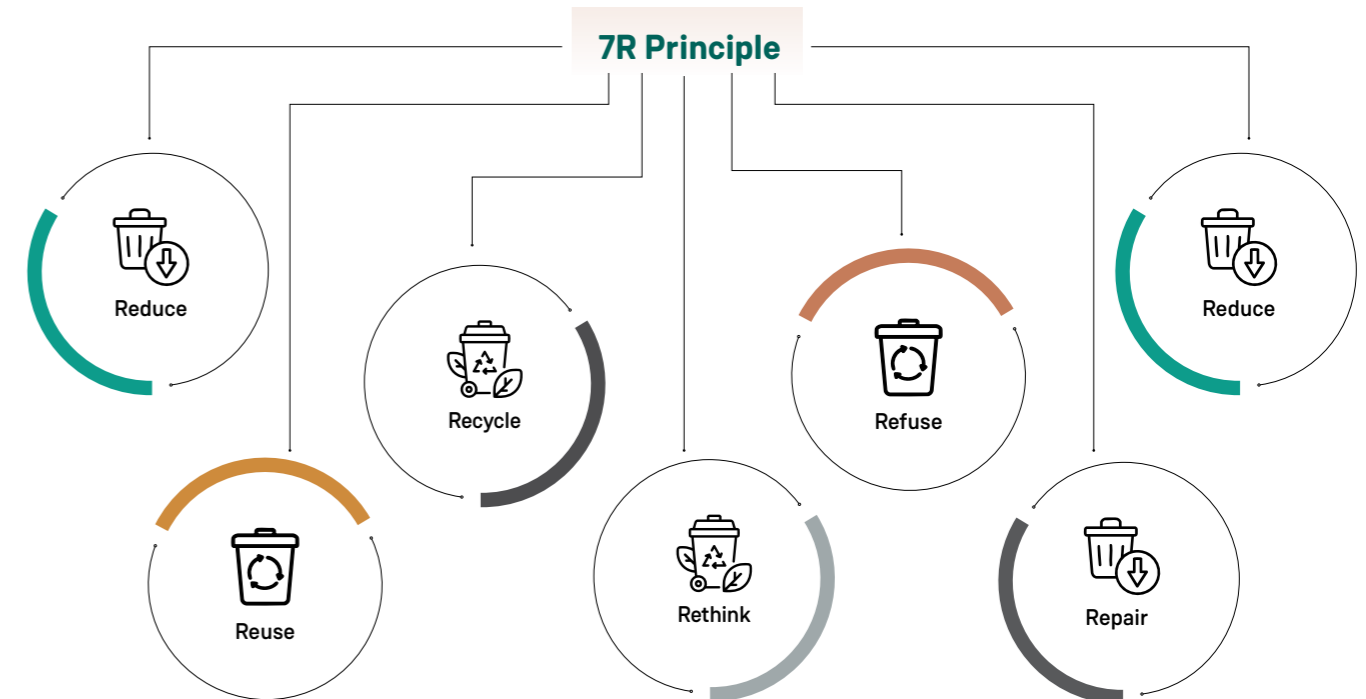 7R Principle
Reduce
Reuse
Recycle
Rethink
Refuse
Repair
Reduce